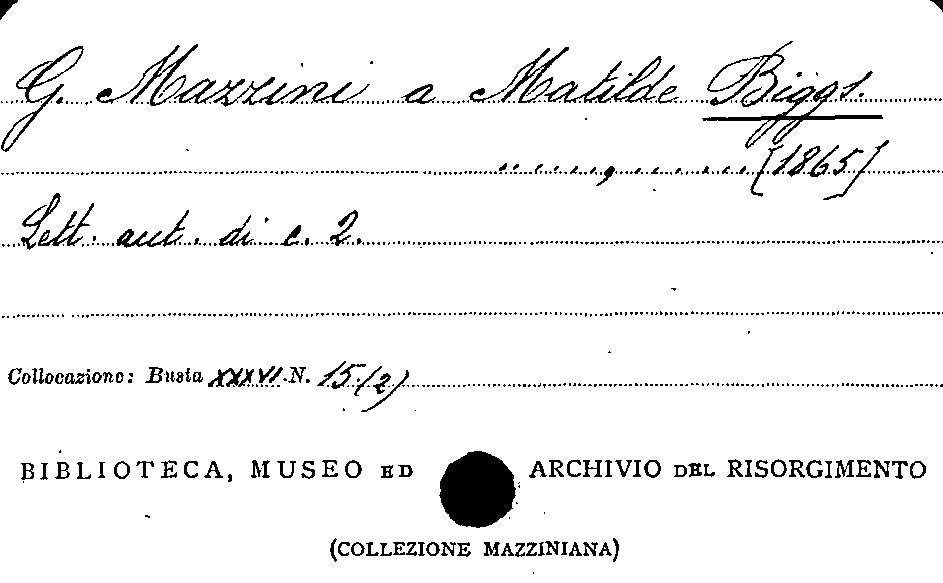 G. Mazzini a Matilde Biggs.
......, ...... [1865]
Lett. aut. di c. 2.
Collocazione: Busta XXXVI. N. 15.(2)
BIBLIOTECA, MUSEO ED ARCHIVIO DEL RISORGIMENTO
(COLLEZIONE MAZZINIANA)